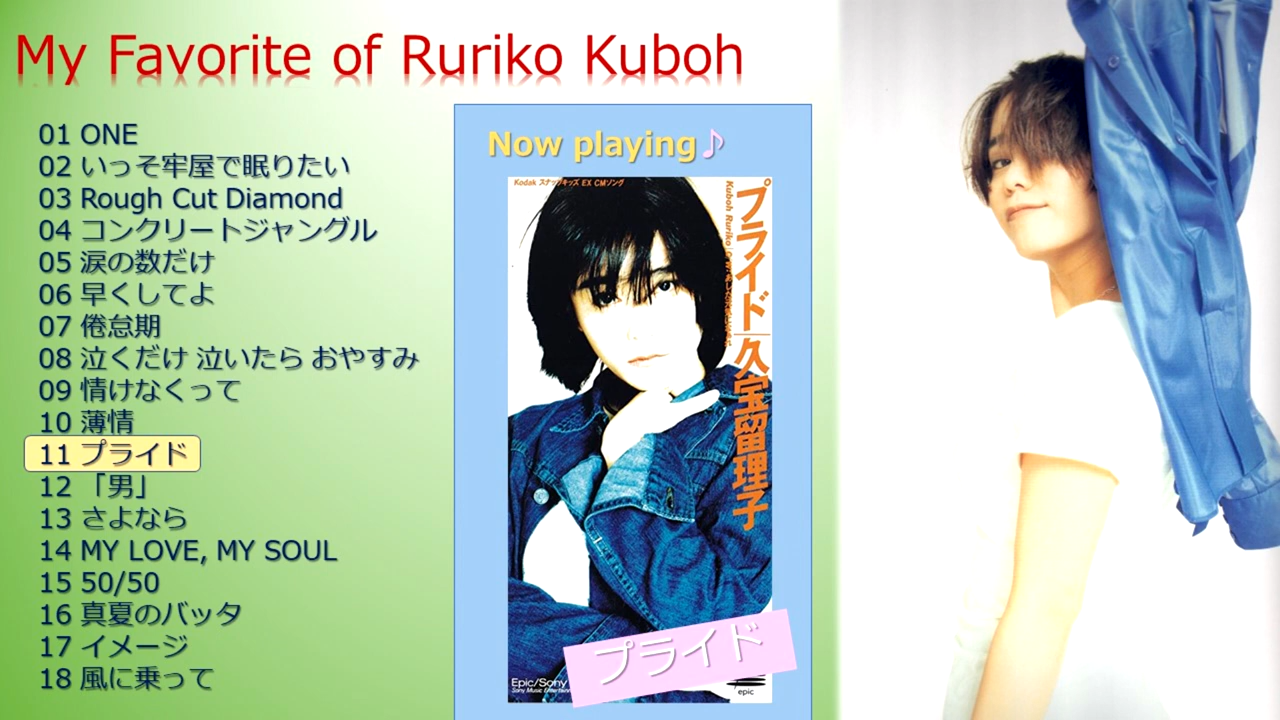 My Favorite of Ruriko Kuboh
01 ONE
02 いっそ牢屋で眠りたい
03 Rough Cut Diamond
04 コンクリートジャングル
05 涙の数だけ
06 早くしてよ
07 倦怠期
08 泣くだけ 泣いたら おやすみ
09 情けなくって
10 薄情
11 プライド
12 「男」
13 さよなら
14 MY LOVE, MY SOUL
15 50/50
16 真夏のバッタ
17 イメージ
18 風に乗って
Now playing♪
Kodak スナップキッズ EX CMソング
プライド|久宝留理子
Kuboh Ruriko
プライド
Epic/Sony
Sony Music
epic